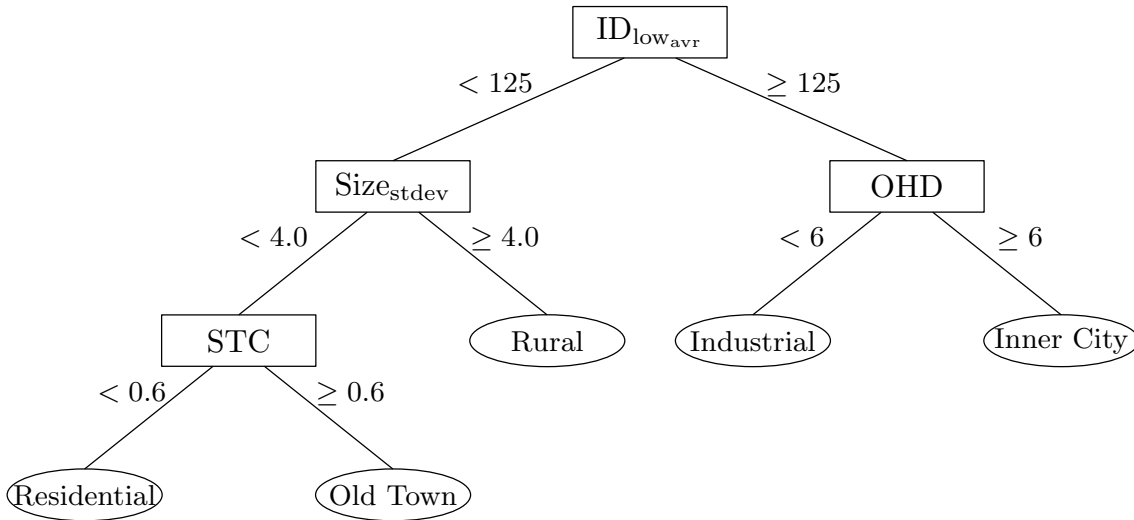 ID_low_avr
< 125 ≥ 125
Size_stdev OHD
< 4.0 ≥ 4.0 < 6 ≥ 6
STC Rural Industrial Inner City
< 0.6 ≥ 0.6
Residential Old Town